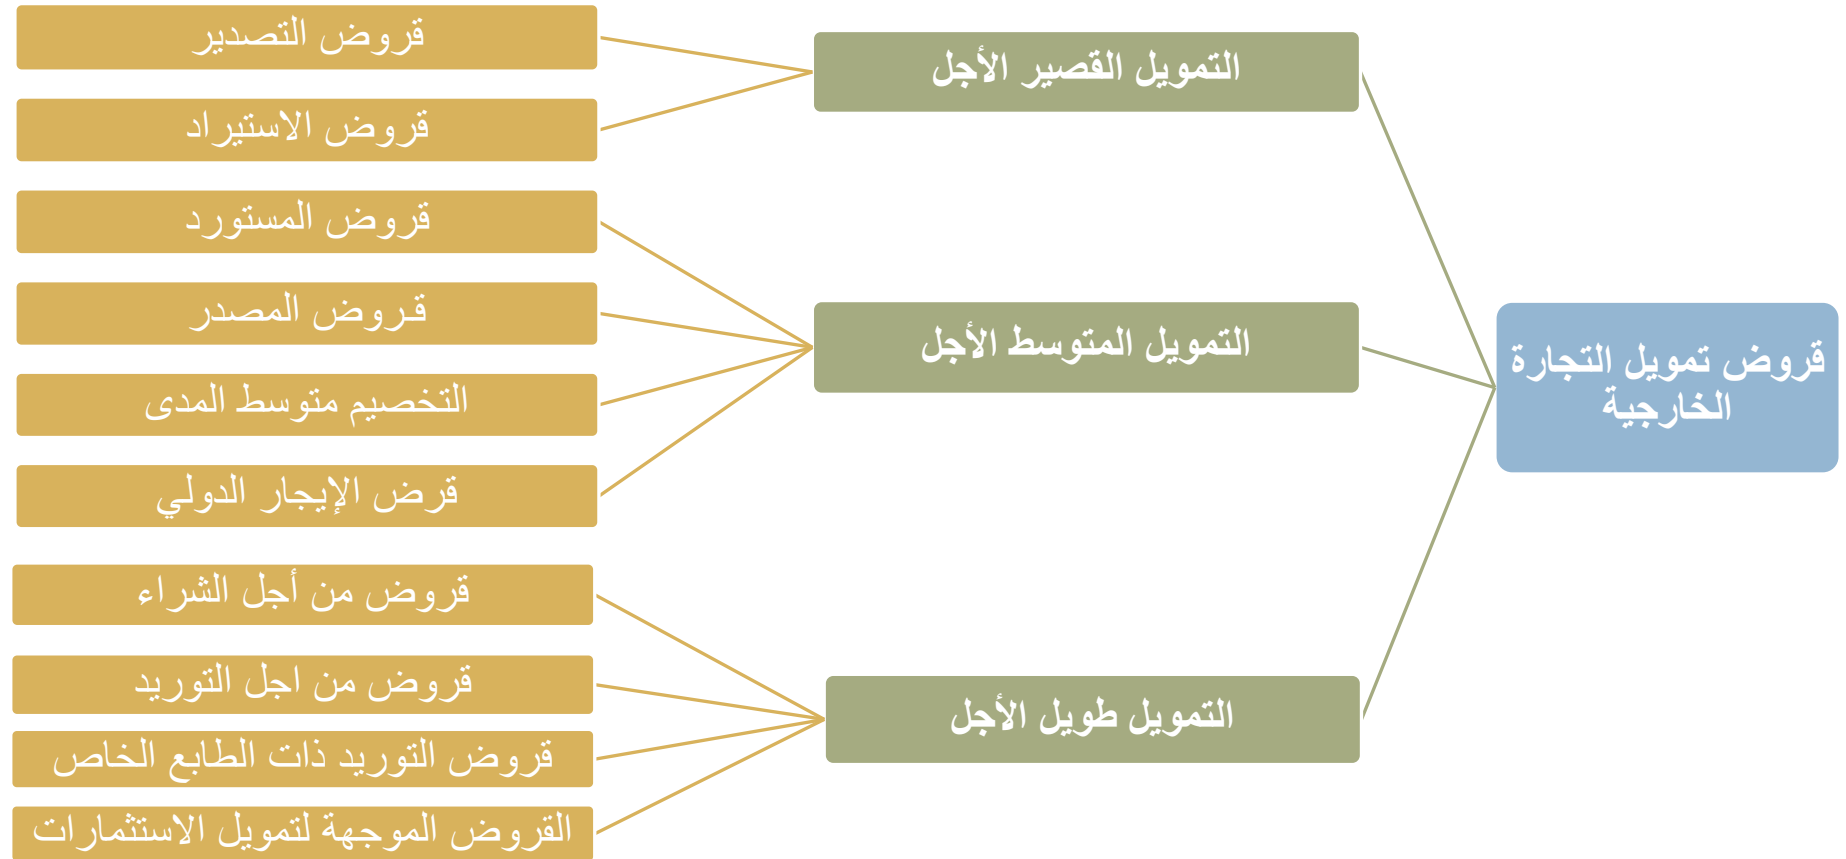 قروض تمويل التجارة
الخارجية
التمويل القصير الأجل
قروض التصدير
قروض الاستيراد
التمويل المتوسط الأجل
قروض المستورد
قـروض المصدر
التخصيم متوسط المدى
قرض الإيجار الدولي
التمويل طويل الأجل
قروض من أجل الشراء
قروض من اجل التوريد
قروض التوريد ذات الطابع الخاص
القروض الموجهة لتمويل الاستثمارات